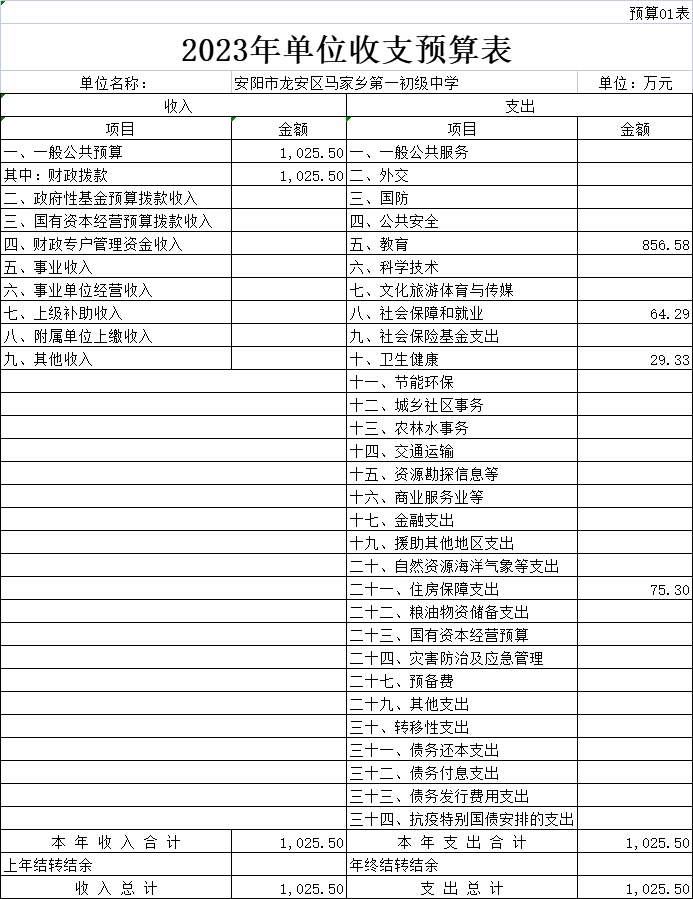 预算01表
2023年单位收支预算表
单位名称： 安阳市龙安区马家乡第一初级中学 单位：万元
收入 支出
项目 金额 项目 金额
一、一般公共预算 1,025.50 一、一般公共服务
其中：财政拨款 1,025.50 二、外交
二、政府性基金预算拨款收入 三、国防
三、国有资本经营预算拨款收入 四、公共安全
四、财政专户管理资金收入 五、教育 856.58
五、事业收入 六、科学技术
六、事业单位经营收入 七、文化旅游体育与传媒
七、上级补助收入 八、社会保障和就业 64.29
八、附属单位上缴收入 九、社会保险基金支出
九、其他收入 十、卫生健康 29.33
十一、节能环保
十二、城乡社区事务
十三、农林水事务
十四、交通运输
十五、资源勘探信息等
十六、商业服务业等
十七、金融支出
十九、援助其他地区支出
二十、自然资源海洋气象等支出
二十一、住房保障支出 75.30
二十二、粮油物资储备支出
二十三、国有资本经营预算
二十四、灾害防治及应急管理
二十七、预备费
二十九、其他支出
三十、转移性支出
三十一、债务还本支出
三十二、债务付息支出
三十三、债务发行费用支出
三十四、抗疫特别国债安排的支出
本 年 收 入 合 计 1,025.50 本 年 支 出 合 计 1,025.50
上年结转结余 年终结转结余
收 入 总 计 1,025.50 支 出 总 计 1,025.50